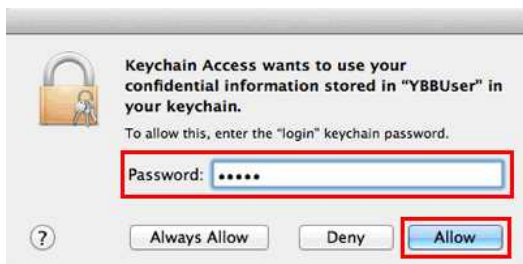 Keychain Access wants to use your
confidential information stored in "YBBUser" in
your keychain.
To allow this, enter the "login" keychain password.
Password: •••••
? Always Allow Deny Allow